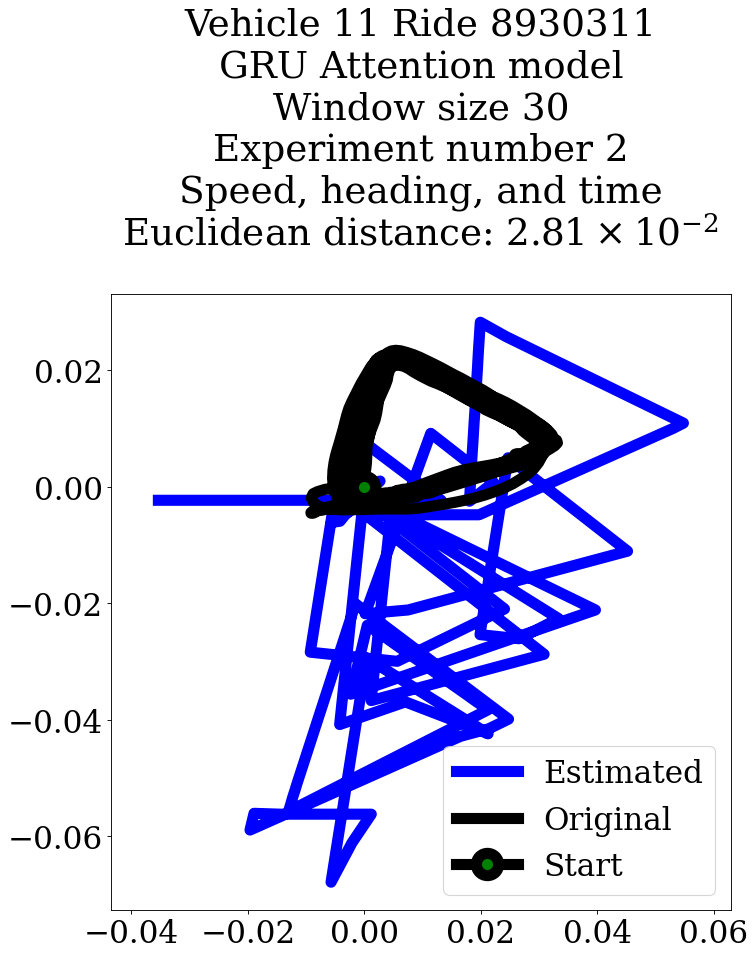 Vehicle 11 Ride 8930311
GRU Attention model
Window size 30
Experiment number 2
Speed, heading, and time
Euclidean distance: 2.81 × 10⁻²
0.02
0.00
−0.02
−0.04
−0.06
Estimated
Original
Start
−0.04 −0.02 0.00 0.02 0.04 0.06